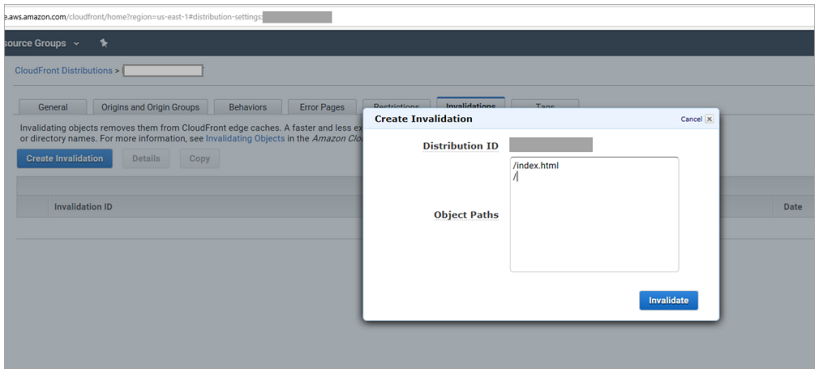 e.aws.amazon.com/cloudfront/home?region=us-east-1#distribution-settings:
source Groups
CloudFront Distributions >
General Origins and Origin Groups Behaviors Error Pages Restrictions Invalidations Tags
Invalidating objects removes them from CloudFront edge caches. A faster and less ex
or directory names. For more information, see Invalidating Objects in the Amazon Clo
Create Invalidation Details Copy
Invalidation ID
Date
Create Invalidation Cancel
Distribution ID
/index.html
/
Object Paths
Invalidate